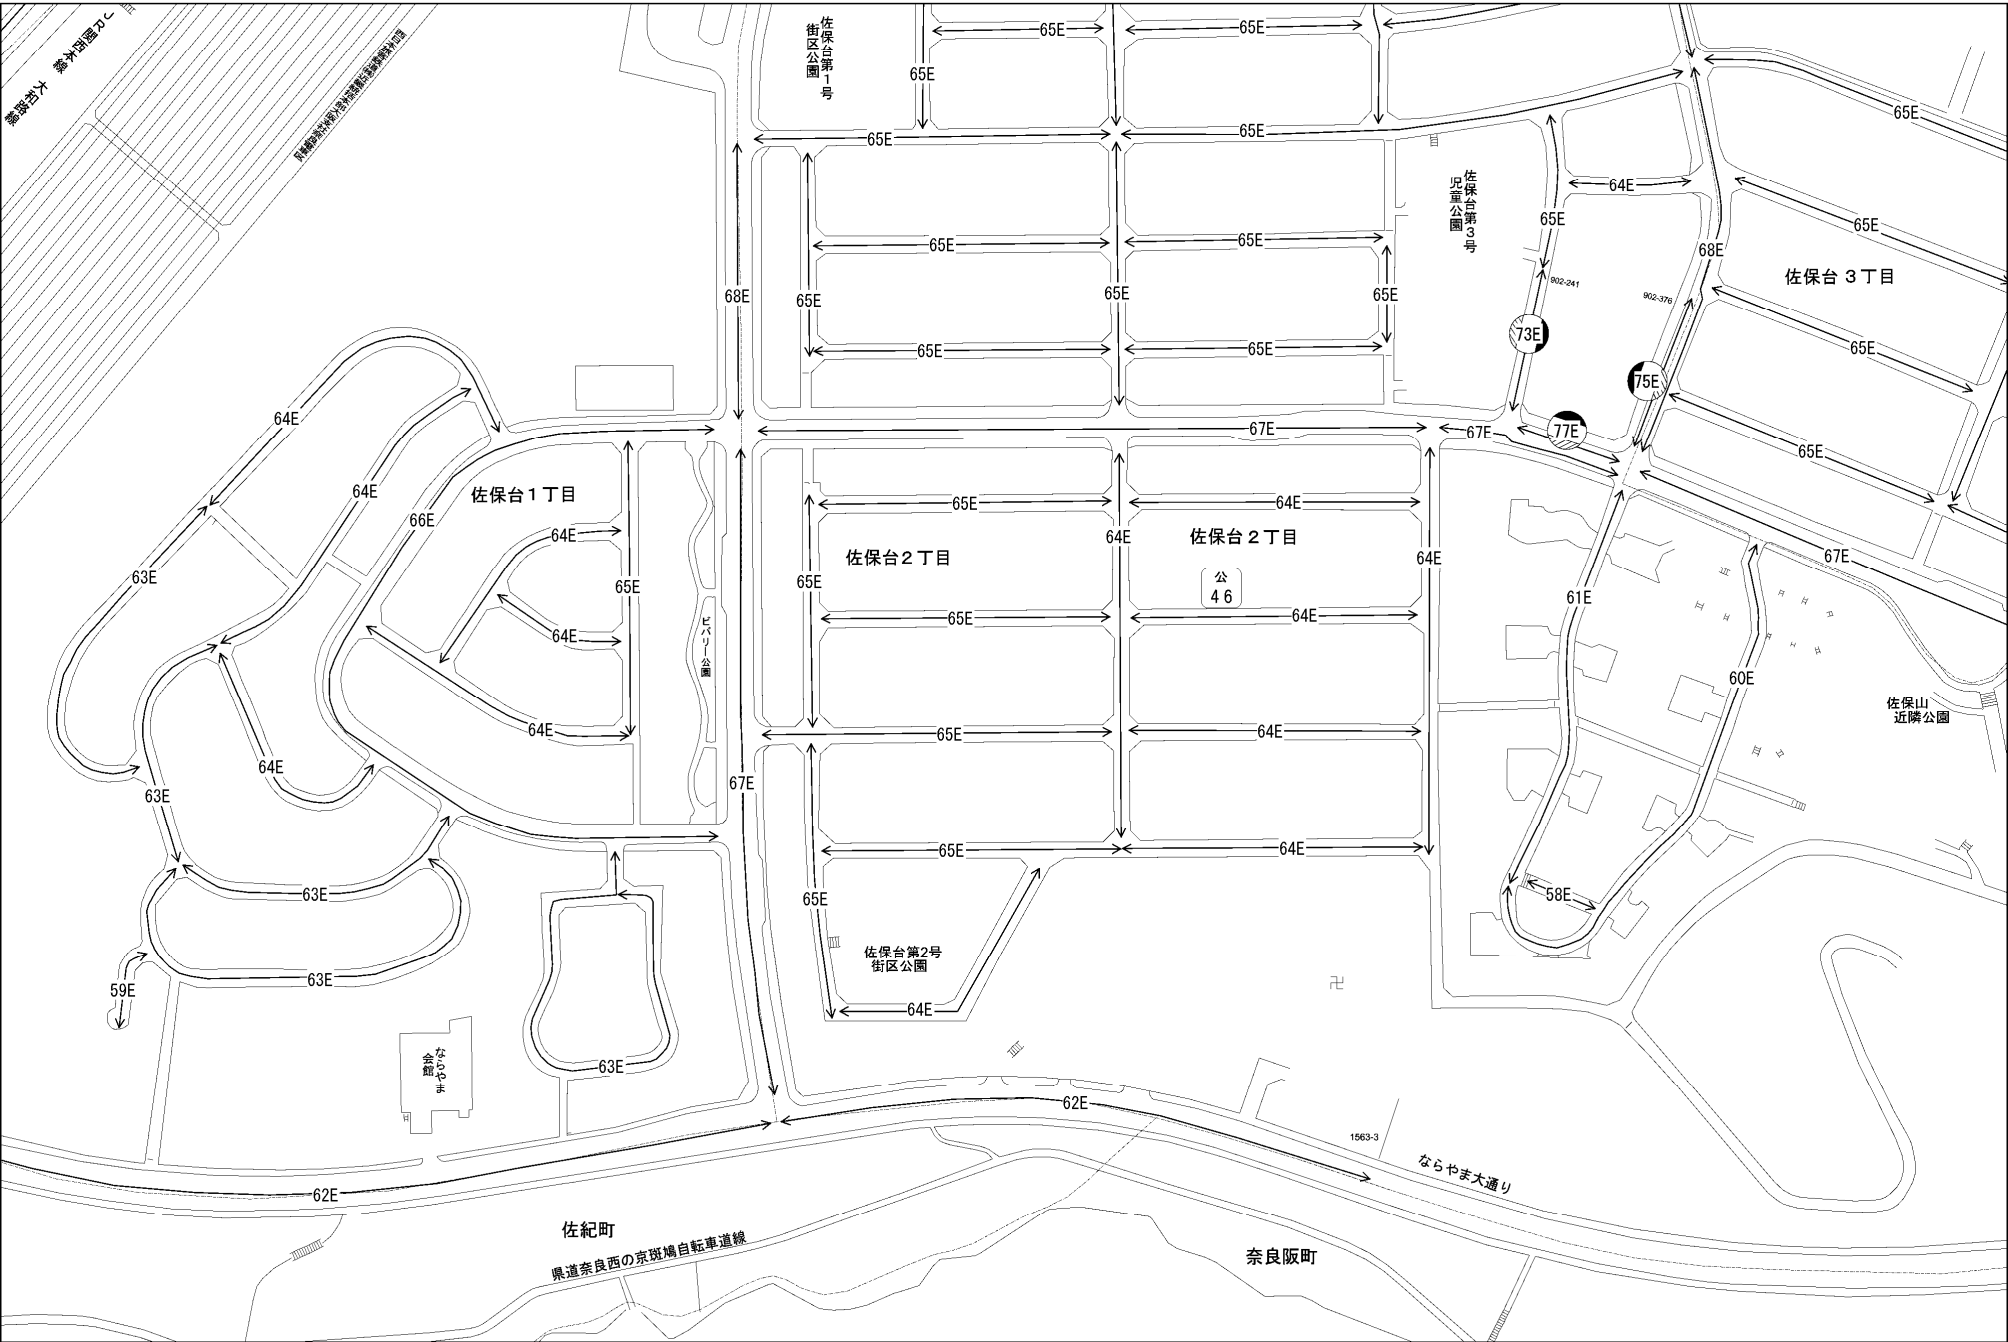 JR関西本線 大和路線
佐保台第1号
街区公園
65E
65E
65E
65E
65E
65E
65E
佐保台第3号
児童公園
64E
65E
65E
68E
902-241
902-376
佐保台3丁目
65E
65E
65E
68E
65E
65E
65E
65E
65E
73E
75E
77E
65E
64E
67E
67E
64E
佐保台1丁目
66E
64E
65E
64E
64E
63E
ビバリー公園
65E
64E
64E
64E
佐保台2丁目
佐保台2丁目
公
46
65E
65E
64E
67E
61E
60E
佐保山
近隣公園
64E
64E
65E
64E
67E
63E
65E
64E
63E
65E
58E
63E
59E
佐保台第2号
街区公園
64E
卍
ならやま
会館
63E
62E
1563-3
ならやま大通り
62E
佐紀町
県道奈良西の京斑鳩自転車道線
奈良阪町